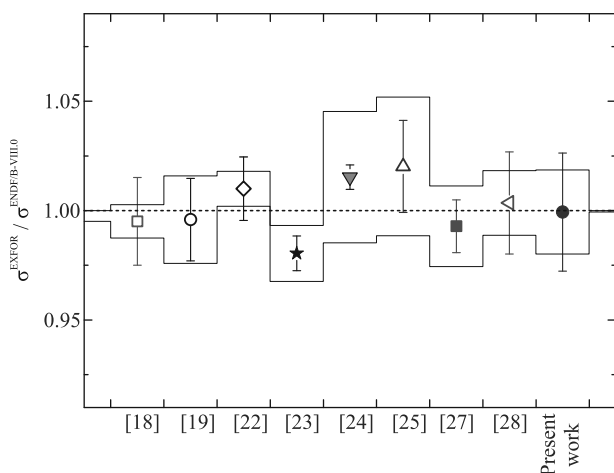 σEXFOR / σENDF/B-VIII.0
1.05
1.00
0.95
[18] [19] [22] [23] [24] [25] [27] [28] Present
work